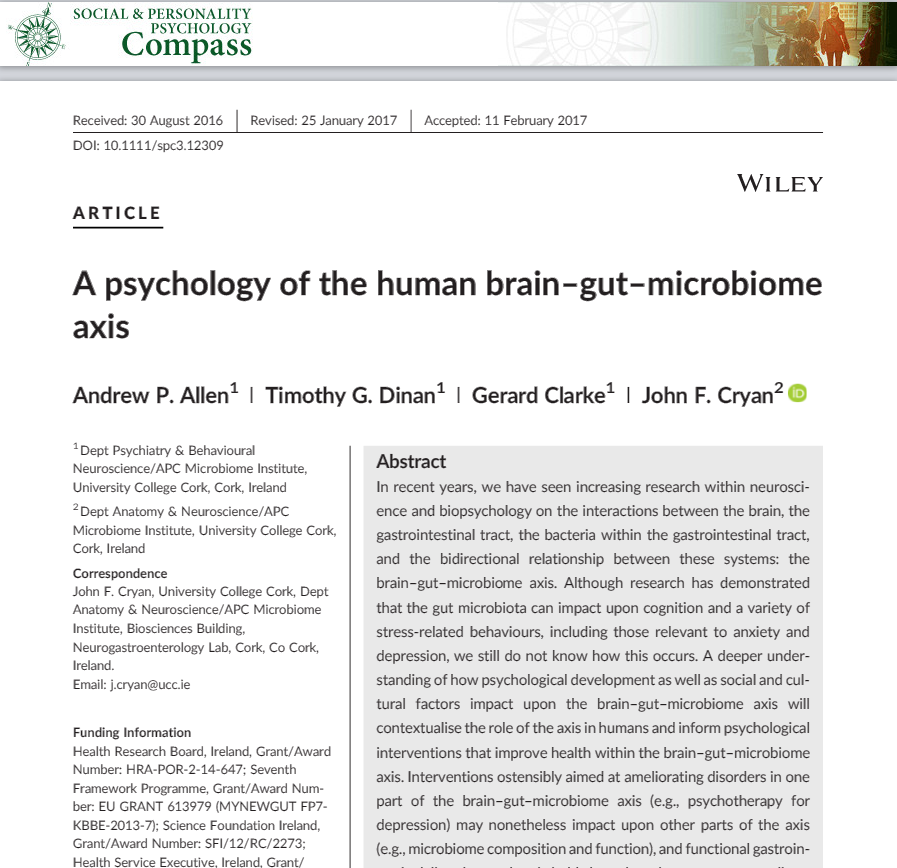 SOCIAL & PERSONALITY
PSYCHOLOGY
Compass
Received: 30 August 2016 Revised: 25 January 2017 Accepted: 11 February 2017
DOI: 10.1111/spc3.12309
WILEY
ARTICLE
A psychology of the human brain–gut–microbiome
axis
Andrew P. Allen1 | Timothy G. Dinan1 | Gerard Clarke1 | John F. Cryan2 iD
1Dept Psychiatry & Behavioural
Neuroscience/APC Microbiome Institute,
University College Cork, Cork, Ireland
2Dept Anatomy & Neuroscience/APC
Microbiome Institute, University College Cork,
Cork, Ireland
Correspondence
John F. Cryan, University College Cork, Dept
Anatomy & Neuroscience/APC Microbiome
Institute, Biosciences Building,
Neurogastroenterology Lab, Cork, Co Cork,
Ireland.
Email: j.cryan@ucc.ie
Funding Information
Health Research Board, Ireland, Grant/Award
Number: HRA-POR-2-14-647; Seventh
Framework Programme, Grant/Award Num-
ber: EU GRANT 613979 (MYNEWGUT FP7-
KBBE-2013-7); Science Foundation Ireland,
Grant/Award Number: SFI/12/RC/2273;
Health Service Executive, Ireland, Grant/
Abstract
In recent years, we have seen increasing research within neurosci-
ence and biopsychology on the interactions between the brain, the
gastrointestinal tract, the bacteria within the gastrointestinal tract,
and the bidirectional relationship between these systems: the
brain–gut–microbiome axis. Although research has demonstrated
that the gut microbiota can impact upon cognition and a variety of
stress-related behaviours, including those relevant to anxiety and
depression, we still do not know how this occurs. A deeper under-
standing of how psychological development as well as social and cul-
tural factors impact upon the brain–gut–microbiome axis will
contextualise the role of the axis in humans and inform psychological
interventions that improve health within the brain–gut–microbiome
axis. Interventions ostensibly aimed at ameliorating disorders in one
part of the brain–gut–microbiome axis (e.g., psychotherapy for
depression) may nonetheless impact upon other parts of the axis
(e.g., microbiome composition and function), and functional gastroin-